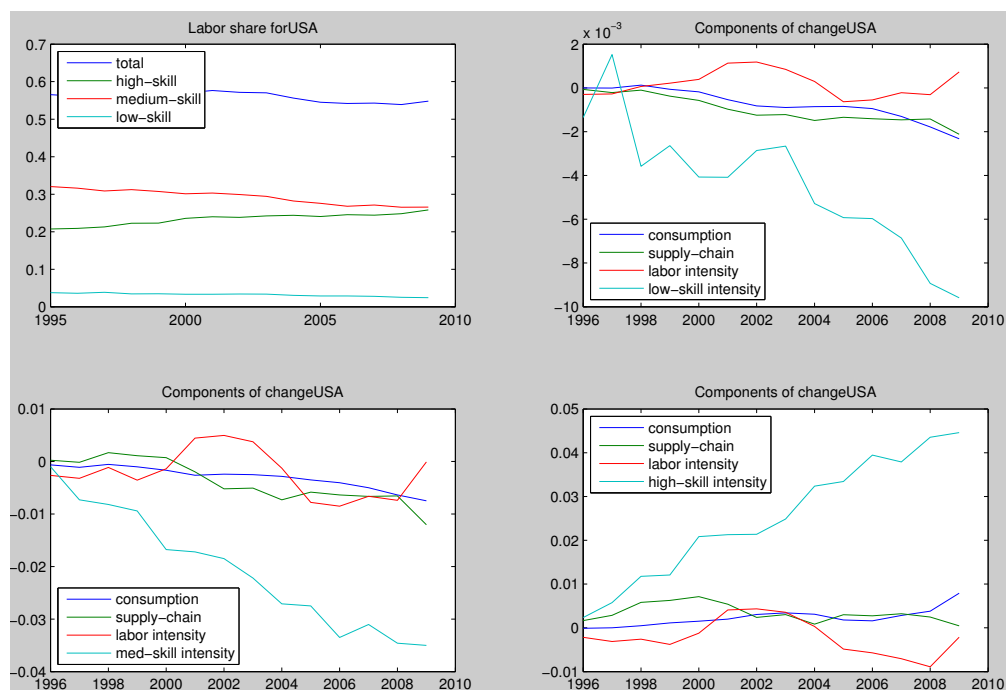 Labor share forUSA
0.7
0.6
0.5
0.4
0.3
0.2
0.1
0
1995
2000
2005
2010
total
high−skill
medium−skill
low−skill
Components of changeUSA
x 10−3
2
0
−2
−4
−6
−8
−10
1996
1998
2000
2002
2004
2006
2008
2010
consumption
supply−chain
labor intensity
low−skill intensity
Components of changeUSA
0.01
0
−0.01
−0.02
−0.03
−0.04
1996
1998
2000
2002
2004
2006
2008
2010
consumption
supply−chain
labor intensity
med−skill intensity
Components of changeUSA
0.05
0.04
0.03
0.02
0.01
0
−0.01
1996
1998
2000
2002
2004
2006
2008
2010
consumption
supply−chain
labor intensity
high−skill intensity